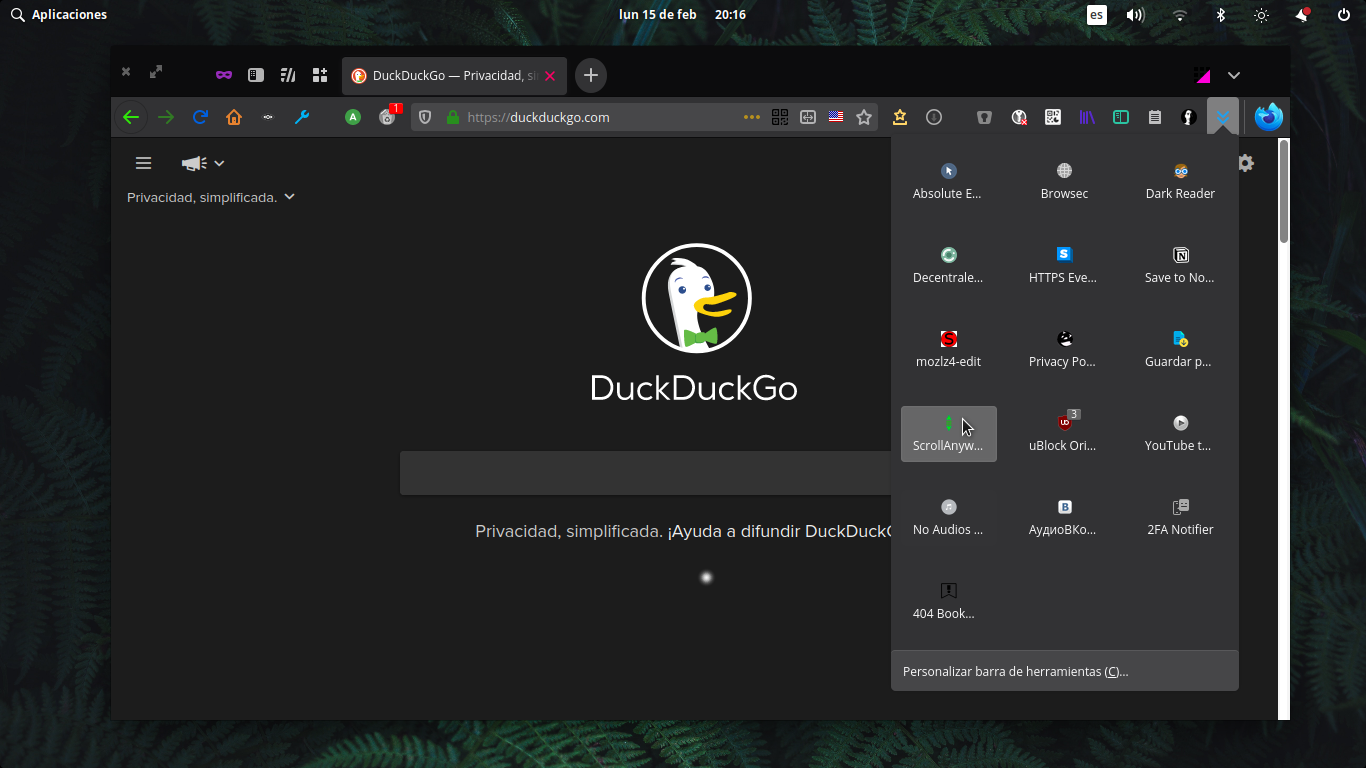 Aplicaciones
lun 15 de feb 20:16
es
DuckDuckGo — Privacidad, si
A
1
https://duckduckgo.com
Privacidad, simplificada.
DuckDuckGo
Privacidad, simplificada. ¡Ayuda a difundir DuckDuckG
Absolute E... Browsec Dark Reader
Decentrale... HTTPS Eve... Save to No...
mozlz4-edit Privacy Po... Guardar p...
3
ScrollAnyw... uBlock Ori... YouTube t...
No Audios ... АудиоВКо... 2FA Notifier
404 Book...
Personalizar barra de herramientas (C)...